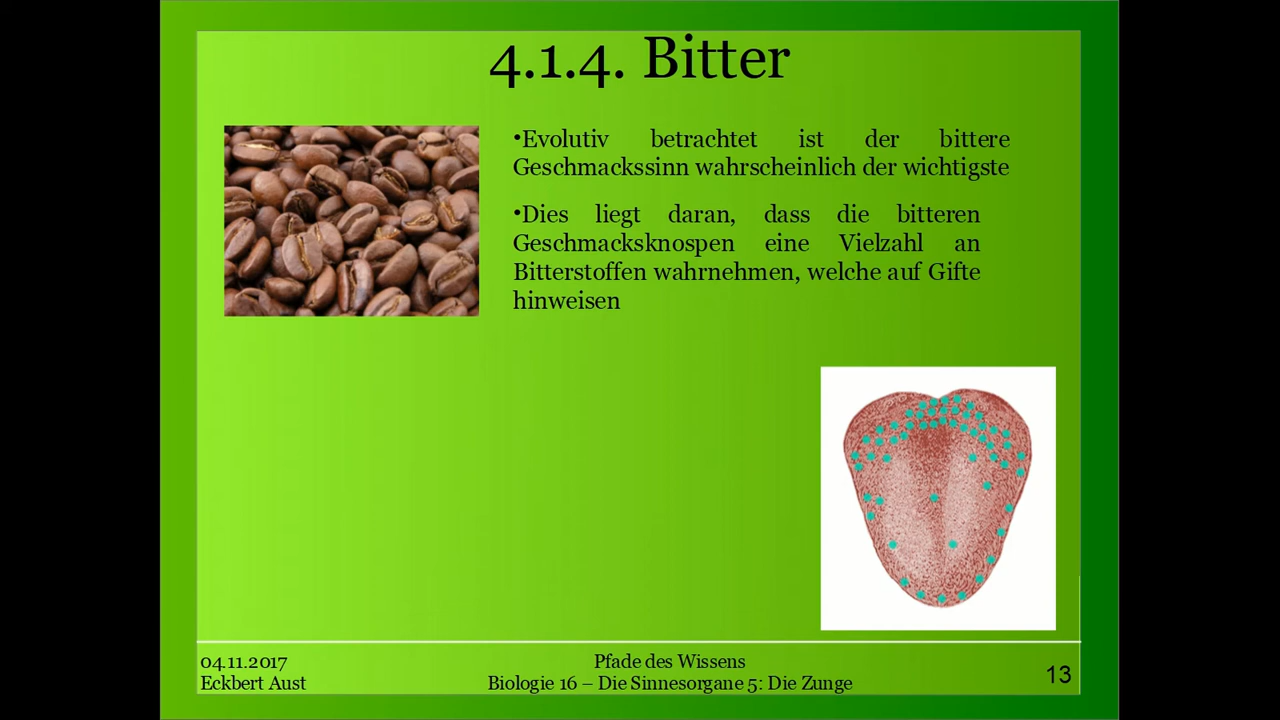 4.1.4. Bitter
•Evolutiv betrachtet ist der bittere
Geschmackssinn wahrscheinlich der wichtigste
•Dies liegt daran, dass die bitteren
Geschmacksknospen eine Vielzahl an
Bitterstoffen wahrnehmen, welche auf Gifte
hinweisen
04.11.2017
Eckbert Aust
Pfade des Wissens
Biologie 16 – Die Sinnesorgane 5: Die Zunge
13